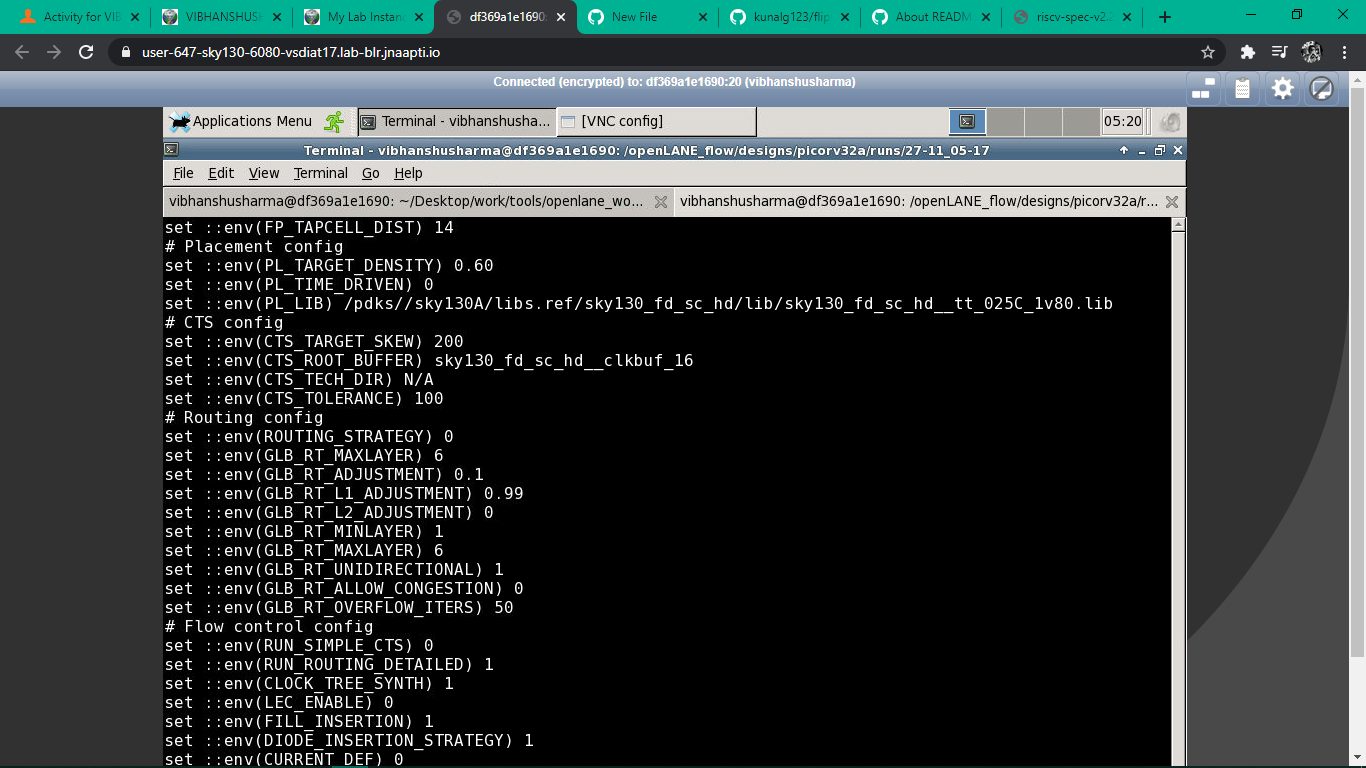 Activity for VIB
VIBHANSHUSH
My Lab Instanc
df369a1e1690:
New File
kunalg123/flip
About README
riscv-spec-v2.2
user-647-sky130-6080-vsdiat17.lab-blr.jnaapti.io
Connected (encrypted) to: df369a1e1690:20 (vibhanshusharma)
Applications Menu
Terminal - vibhanshusha...
[VNC config]
05:20
Terminal - vibhanshusharma@df369a1e1690: /openLANE_flow/designs/picorv32a/runs/27-11_05-17
File Edit View Terminal Go Help
vibhanshusharma@df369a1e1690: ~/Desktop/work/tools/openlane_wo...
vibhanshusharma@df369a1e1690: /openLANE_flow/designs/picorv32a/r...
set ::env(FP_TAPCELL_DIST) 14
# Placement config
set ::env(PL_TARGET_DENSITY) 0.60
set ::env(PL_TIME_DRIVEN) 0
set ::env(PL_LIB) /pdks//sky130A/libs.ref/sky130_fd_sc_hd/lib/sky130_fd_sc_hd__tt_025C_1v80.lib
# CTS config
set ::env(CTS_TARGET_SKEW) 200
set ::env(CTS_ROOT_BUFFER) sky130_fd_sc_hd__clkbuf_16
set ::env(CTS_TECH_DIR) N/A
set ::env(CTS_TOLERANCE) 100
# Routing config
set ::env(ROUTING_STRATEGY) 0
set ::env(GLB_RT_MAXLAYER) 6
set ::env(GLB_RT_ADJUSTMENT) 0.1
set ::env(GLB_RT_L1_ADJUSTMENT) 0.99
set ::env(GLB_RT_L2_ADJUSTMENT) 0
set ::env(GLB_RT_MINLAYER) 1
set ::env(GLB_RT_MAXLAYER) 6
set ::env(GLB_RT_UNIDIRECTIONAL) 1
set ::env(GLB_RT_ALLOW_CONGESTION) 0
set ::env(GLB_RT_OVERFLOW_ITERS) 50
# Flow control config
set ::env(RUN_SIMPLE_CTS) 0
set ::env(RUN_ROUTING_DETAILED) 1
set ::env(CLOCK_TREE_SYNTH) 1
set ::env(LEC_ENABLE) 0
set ::env(FILL_INSERTION) 1
set ::env(DIODE_INSERTION_STRATEGY) 1
set ::env(CURRENT_DEF) 0